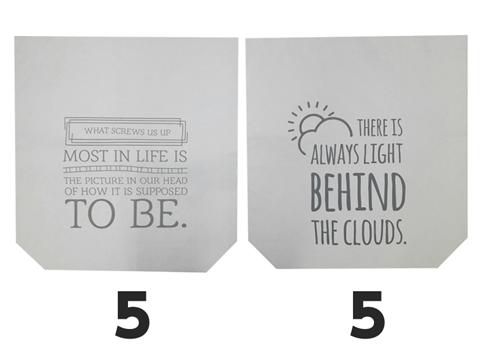 WHAT SCREWS US UP
MOST IN LIFE IS
THE PICTURE IN OUR HEAD
OF HOW IT IS SUPPOSED
TO BE.
THERE IS
ALWAYS LIGHT
BEHIND
THE CLOUDS.
5
5